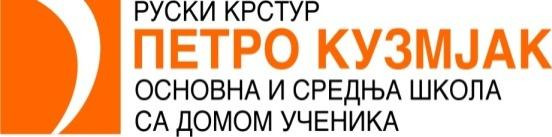 РУСКИ КРСТУР
ПЕТРО КУЗМЈАК
ОСНОВНА И СРЕДЊА ШКОЛА
СА ДОМОМ УЧЕНИКА